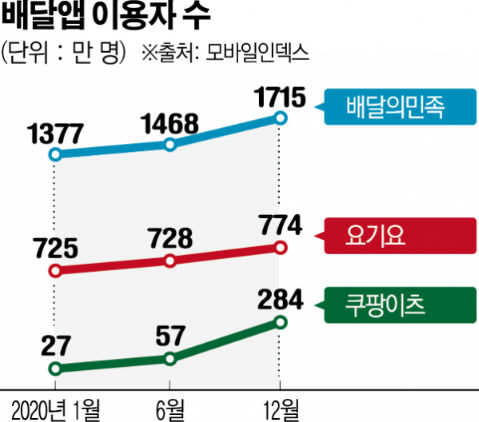 배달앱 이용자 수
(단위 : 만 명) ※출처: 모바일인덱스
1377 1468 1715 배달의민족
725 728 774 요기요
27 57 284 쿠팡이츠
2020년 1월 6월 12월